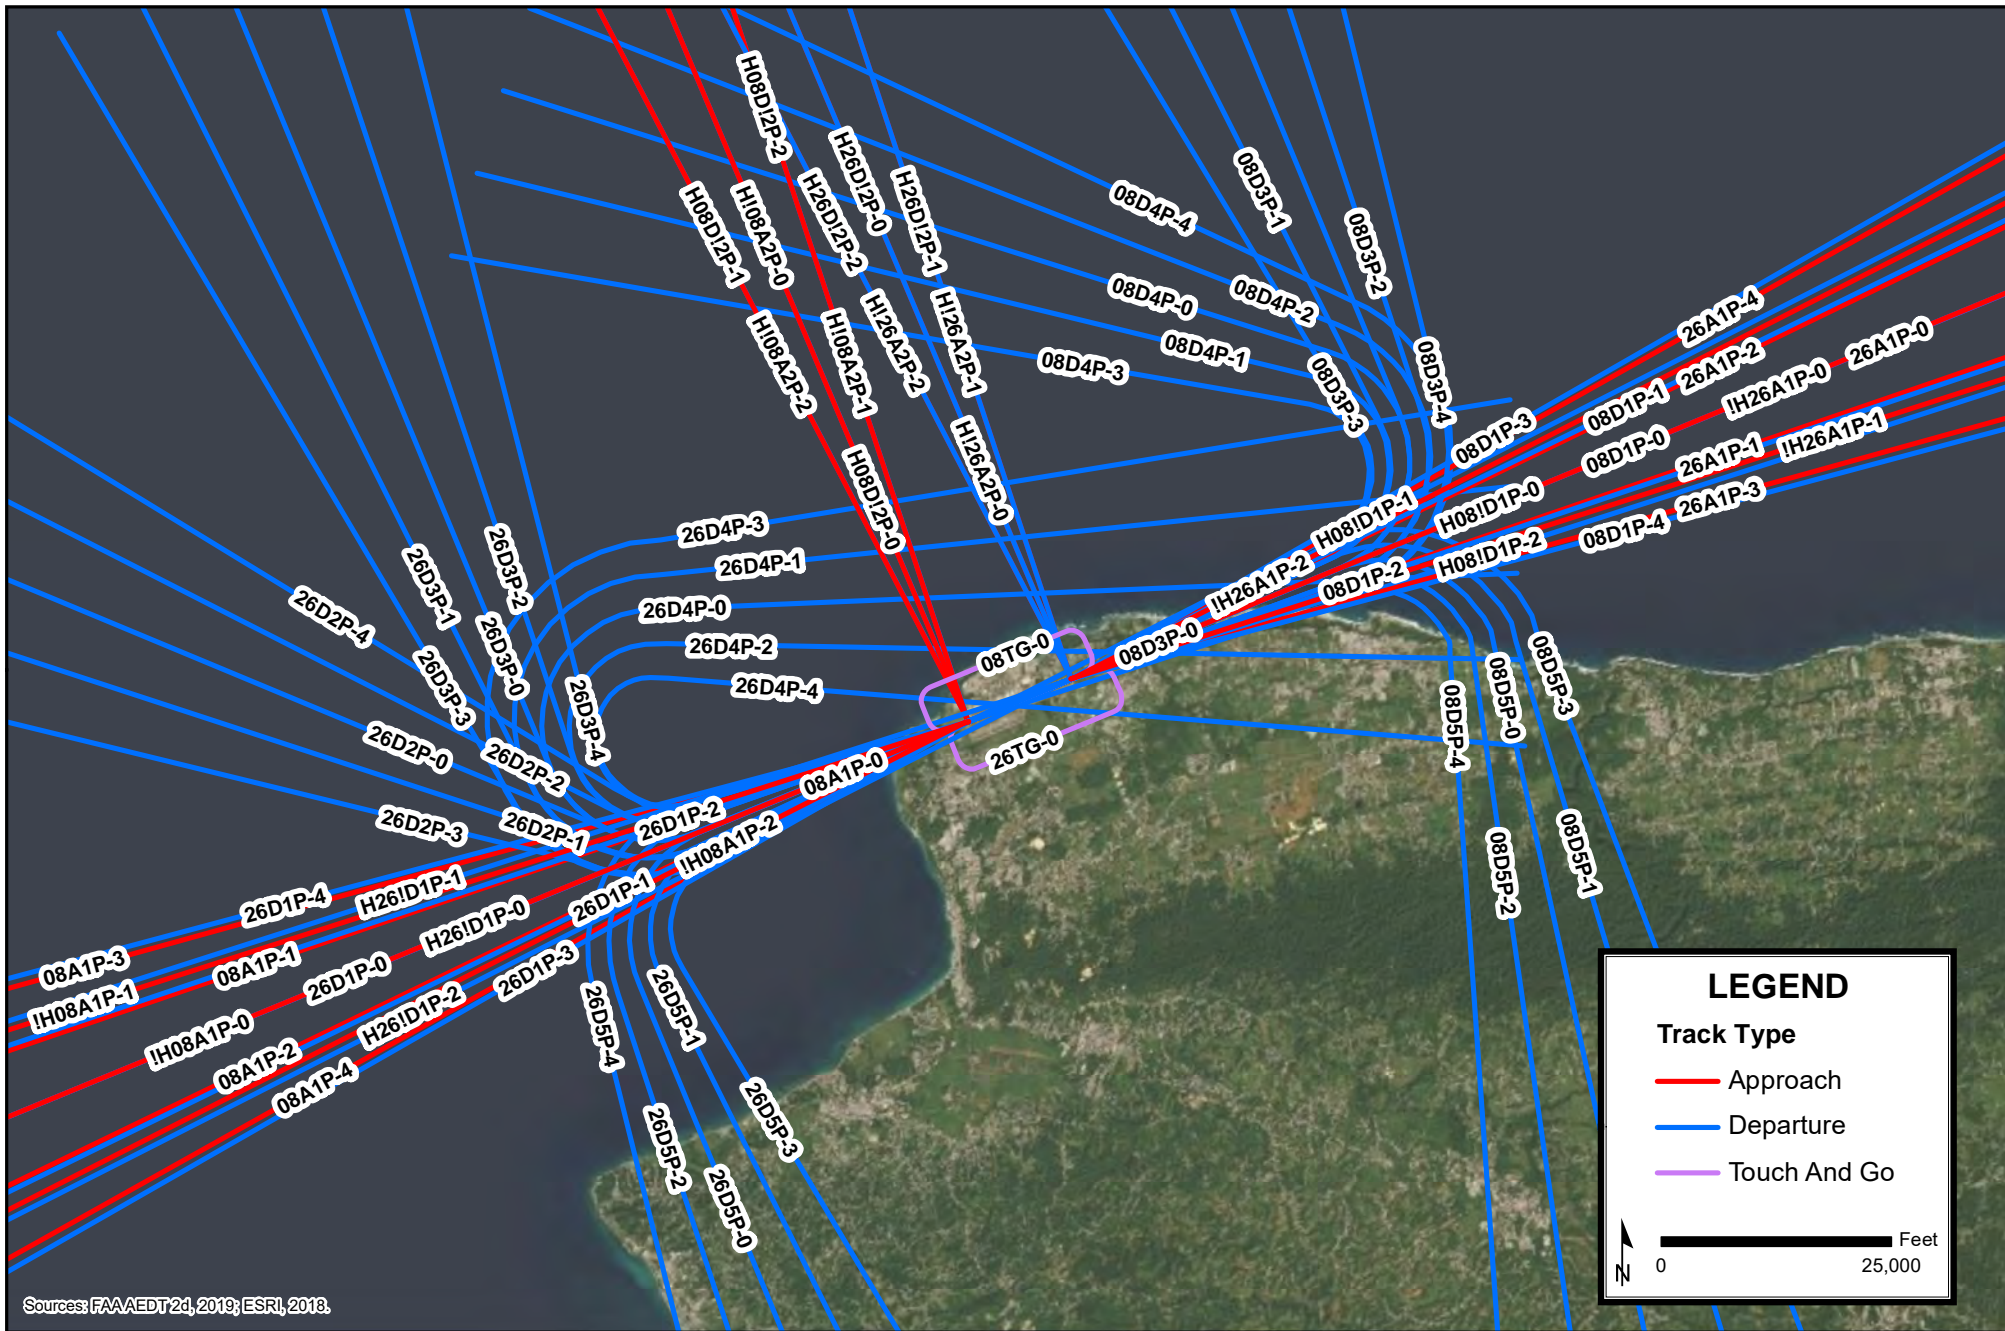 H08D!2P-2
H26D!2P-0
H26D!2P-1
H26D!2P-2
H!08A2P-0
H08D!2P-1
08D4P-4
08D3P-1
08D3P-2
08D4P-0
08D4P-2
08D4P-1
08D4P-3
08D3P-3
08D3P-4
H!08A2P-2
H!08A2P-1
H!26A2P-2
H!26A2P-1
H08D!2P-0
H!26A2P-0
26A1P-4
26A1P-2
26A1P-0
!H26A1P-0
08D1P-1
08D1P-3
08D1P-0
26A1P-1
!H26A1P-1
26A1P-3
08D1P-4
H08!D1P-1
H08!D1P-0
H08!D1P-2
!H26A1P-2
08D1P-2
08D3P-0
26D4P-3
26D4P-1
26D4P-0
26D4P-2
26D4P-4
26D3P-2
26D3P-1
26D3P-0
26D3P-3
26D3P-4
26D2P-4
26D2P-0
26D2P-2
26D2P-3
26D2P-1
08TG-0
26TG-0
08D5P-3
08D5P-0
08D5P-4
08D5P-1
08D5P-2
08A1P-0
26D1P-2
!H08A1P-2
26D1P-1
26D1P-4
H26!D1P-1
H26!D1P-0
26D1P-3
08A1P-3
08A1P-1
26D1P-0
!H08A1P-1
H26!D1P-2
!H08A1P-0
08A1P-2
08A1P-4
26D5P-4
26D5P-1
26D5P-3
26D5P-2
26D5P-0
LEGEND
Track Type
Approach
Departure
Touch And Go
Feet
0 25,000
N
Sources: FAA AEDT 2d, 2019; ESRI, 2018.